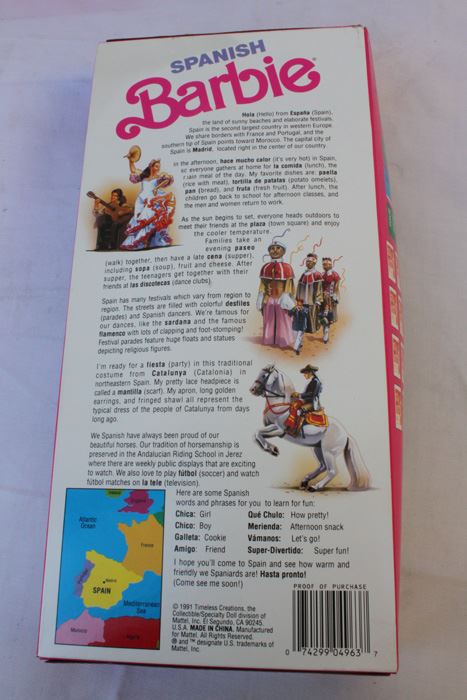 SPANISH
Barbie®
Hola (Hello) from España (Spain),
the land of sunny beaches and elaborate festivals.
Spain is the second largest country in western Europe.
We share borders with France and Portugal, and the
southern tip of Spain points toward Morocco. The capital city of
Spain is Madrid, located right in the center of our country.
In the afternoon, hace mucho calor (it's very hot) in Spain,
so everyone gathers at home for la comida (lunch), the
main meal of the day. My favorite dishes are paella
(rice with meat), tortilla de patatas (potato omelets),
pan (bread), and fruta (fresh fruit). After lunch, the
children go back to school for afternoon classes, and
the men and women return to work.
As the sun begins to set, everyone heads outdoors to
meet their friends at the plaza (town square) and enjoy
the cooler temperature.
Families take an
evening paseo
(walk) together, then have a late cena (supper),
including sopa (soup), fruit and cheese. After
supper, the teenagers get together with their
friends at las discotecas (dance clubs).
Spain has many festivals which vary from region to
region. The streets are filled with colorful desfiles
(parades) and Spanish dancers. We're famous for
our dances, like the sardana and the famous
flamenco with lots of clapping and foot-stomping!
Festival parades feature huge floats and statues
depicting religious figures.
I'm ready for a fiesta (party) in this traditional
costume from Catalunya (Catalonia) in
northeastern Spain. My pretty lace headpiece is
called a mantilla (scarf). My apron, long golden
earrings, and fringed shawl all represent the
typical dress of the people of Catalunya from days
long ago.
We Spanish have always been proud of our
beautiful horses. Our tradition of horsemanship is
preserved in the Andalucian Riding School in Jerez
where there are weekly public displays that are exciting
to watch. We also love to play fútbol (soccer) and watch
fútbol matches on la tele (television).
Here are some Spanish
words and phrases for you to learn for fun:
Chica: Girl Qué Chulo: How pretty!
Chico: Boy Merienda: Afternoon snack
Galleta: Cookie Vámanos: Let's go!
Amigo: Friend Super-Divertido: Super fun!
I hope you'll come to Spain and see how warm and
friendly we Spaniards are! Hasta pronto!
(Come see me soon!)
Atlantic
Ocean
France
Madrid
SPAIN
Mediterranean
Sea
Morocco
PROOF OF PURCHASE
© 1991 Timeless Creations, the
Collectible/Specialty Doll division of
Mattel, Inc. El Segundo, CA 90245.
U.S.A. MADE IN CHINA. Manufactured
for Mattel. All Rights Reserved.
® and ™ designate U.S. trademarks of
Mattel, Inc.
0 74299 04963 7